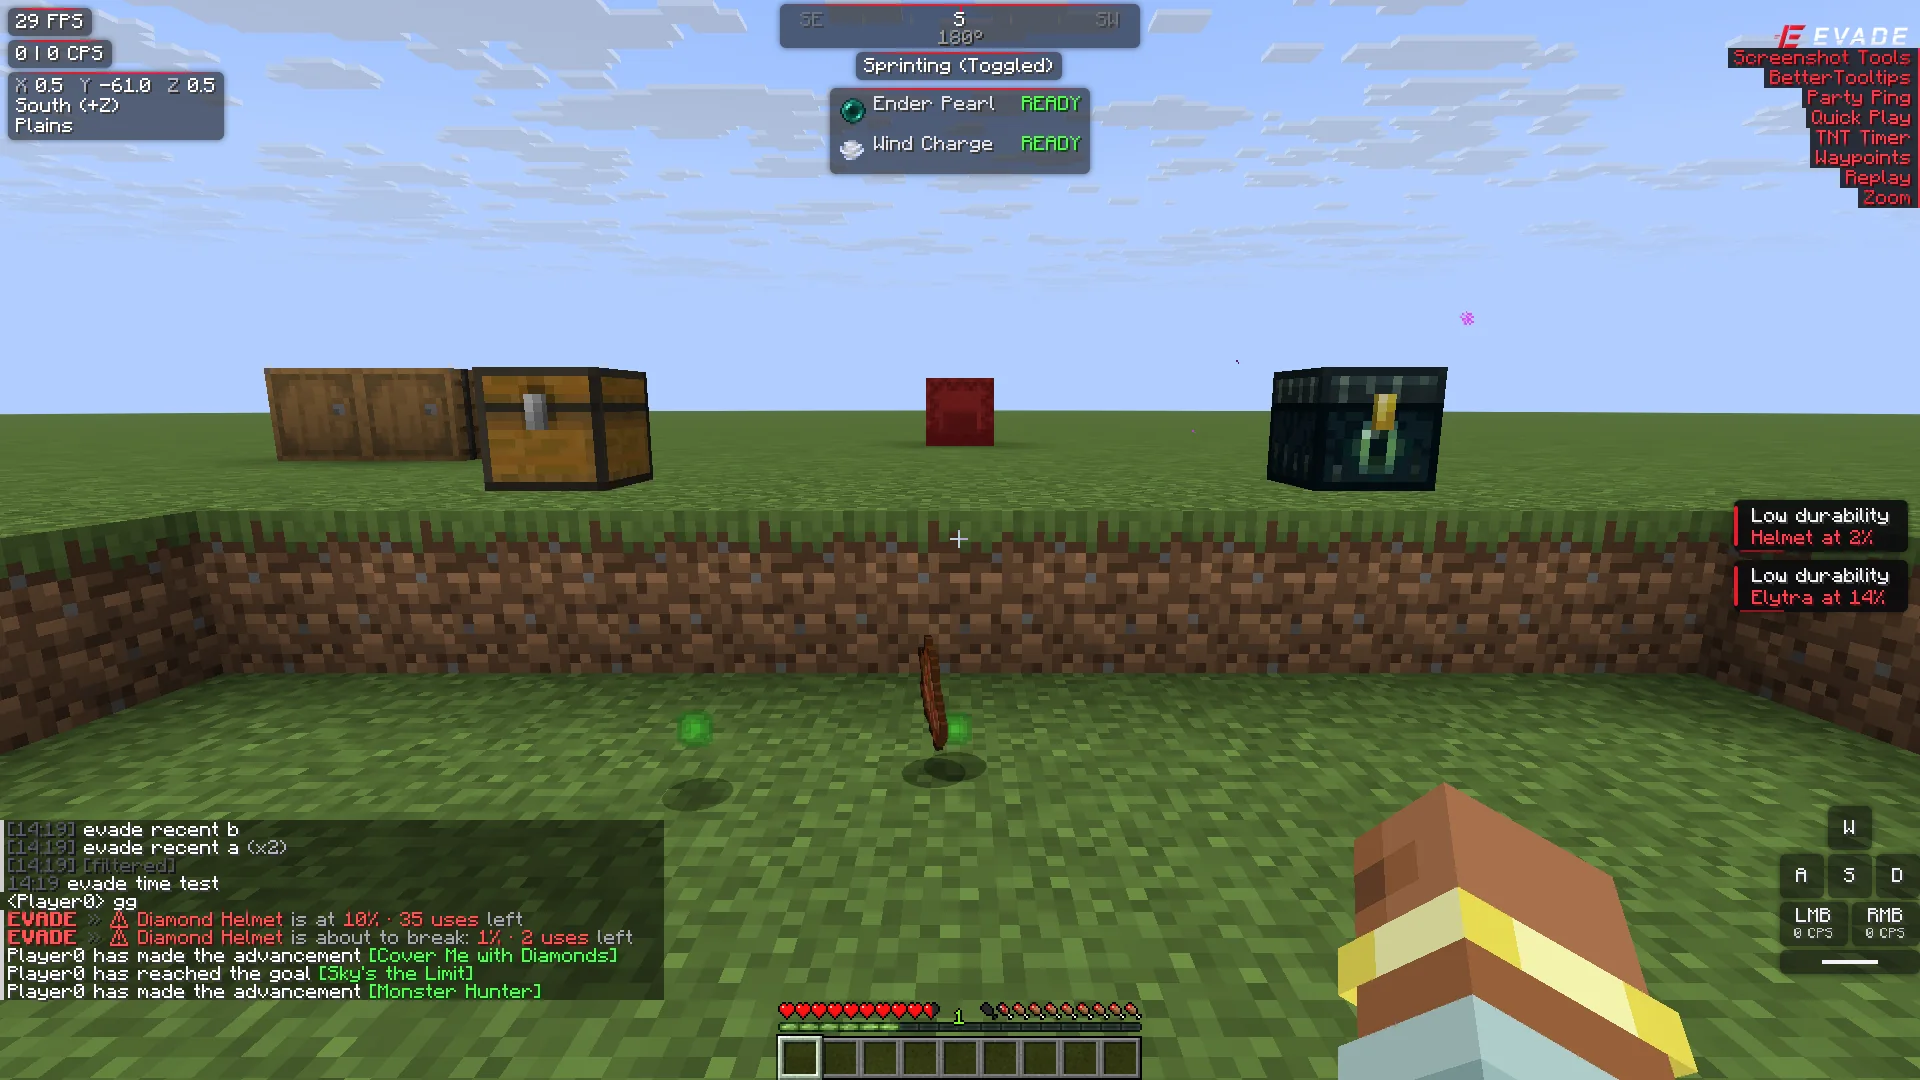 29 FPS
0 | 0 CPS
X 0.5 Y -61.0 Z 0.5
South (+Z)
Plains
SE S SW
180°
Sprinting (Toggled)
Ender Pearl READY
Wind Charge READY
EVADE
Screenshot Tools
BetterTooltips
Party Ping
Quick Play
TNT Timer
Waypoints
Replay
Zoom
Low durability
Helmet at 2%
Low durability
Elytra at 14%
[14:19] evade recent b
[14:19] evade recent a (x2)
[14:19] [filtered]
14:19 evade time test
<Player0> gg
EVADE » ⚠ Diamond Helmet is at 10% · 35 uses left
EVADE » ⚠ Diamond Helmet is about to break: 1% · 2 uses left
Player0 has made the advancement [Cover Me with Diamonds]
Player0 has reached the goal [Sky's the Limit]
Player0 has made the advancement [Monster Hunter]
1
W
A S D
LMB RMB
0 CPS 0 CPS